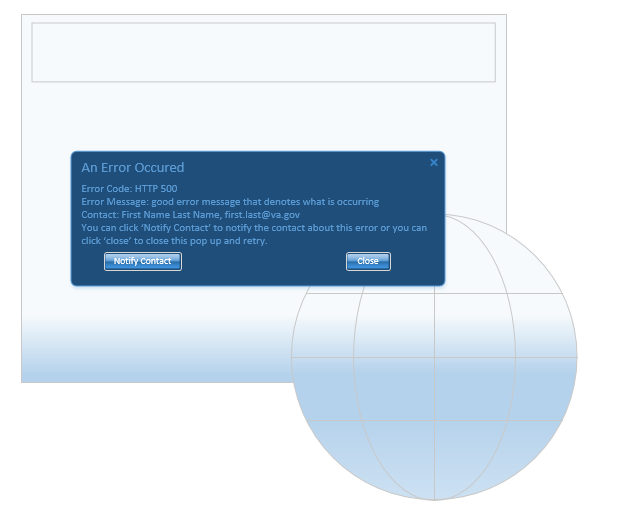 An Error Occured
Error Code: HTTP 500
Error Message: good error message that denotes what is occurring
Contact: First Name Last Name, first.last@va.gov
You can click ‘Notify Contact’ to notify the contact about this error or you can
click ‘close’ to close this pop up and retry.
Notify Contact
Close